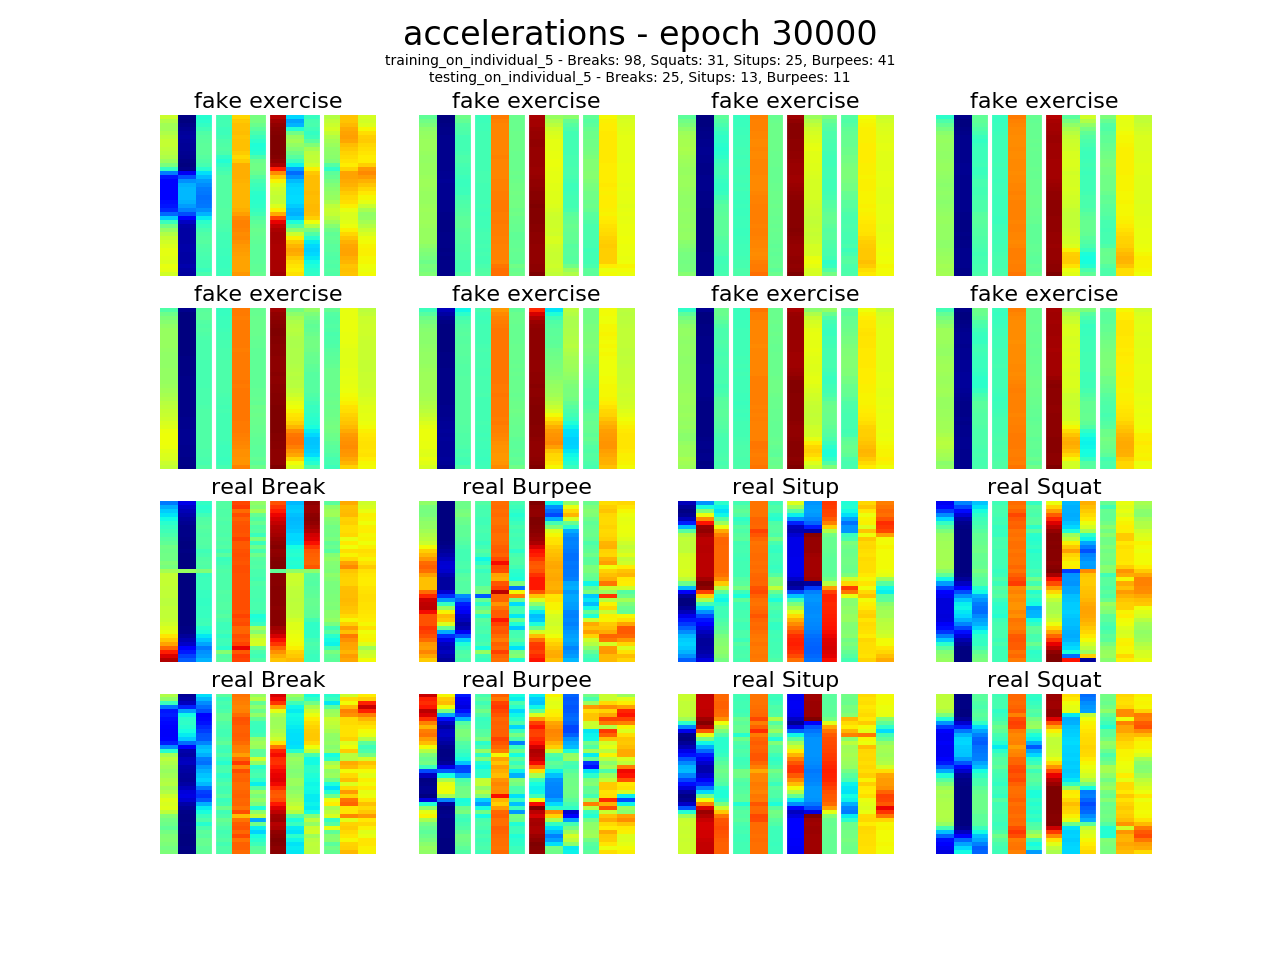 accelerations - epoch 30000
training_on_individual_5 - Breaks: 98, Squats: 31, Situps: 25, Burpees: 41
testing_on_individual_5 - Breaks: 25, Situps: 13, Burpees: 11
fake exercise fake exercise fake exercise fake exercise
fake exercise fake exercise fake exercise fake exercise
real Break real Burpee real Situp real Squat
real Break real Burpee real Situp real Squat